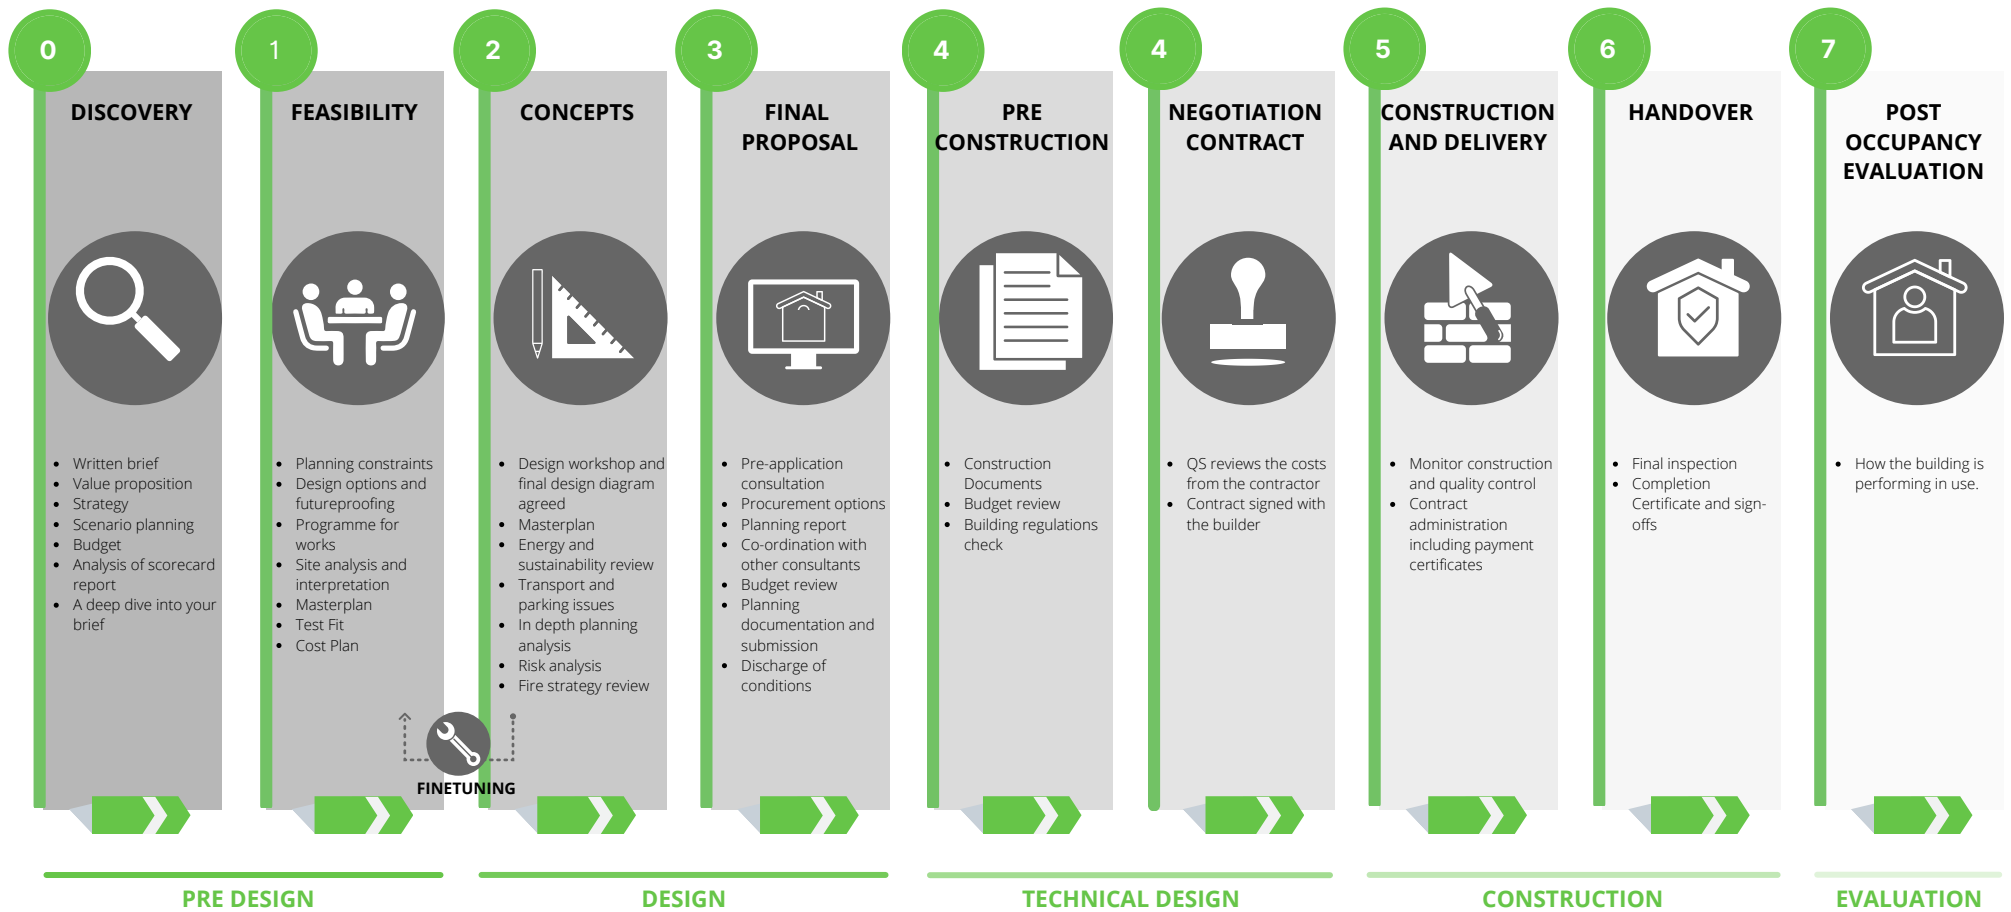 0
DISCOVERY
• Written brief
• Value proposition
• Strategy
• Scenario planning
• Budget
• Analysis of scorecard
report
• A deep dive into your
brief
1
FEASIBILITY
• Planning constraints
• Design options and
futureproofing
• Programme for
works
• Site analysis and
interpretation
• Masterplan
• Test Fit
• Cost Plan
FINETUNING
2
CONCEPTS
• Design workshop and
final design diagram
agreed
• Masterplan
• Energy and
sustainability review
• Transport and
parking issues
• In depth planning
analysis
• Risk analysis
• Fire strategy review
3
FINAL
PROPOSAL
• Pre-application
consultation
• Procurement options
• Planning report
• Co-ordination with
other consultants
• Budget review
• Planning
documentation and
submission
• Discharge of
conditions
4
PRE
CONSTRUCTION
• Construction
Documents
• Budget review
• Building regulations
check
4
NEGOTIATION
CONTRACT
• QS reviews the costs
from the contractor
• Contract signed with
the builder
5
CONSTRUCTION
AND DELIVERY
• Monitor construction
and quality control
• Contract
administration
including payment
certificates
6
HANDOVER
• Final inspection
• Completion
Certificate and sign-
offs
7
POST
OCCUPANCY
EVALUATION
• How the building is
performing in use.
PRE DESIGN
DESIGN
TECHNICAL DESIGN
CONSTRUCTION
EVALUATION